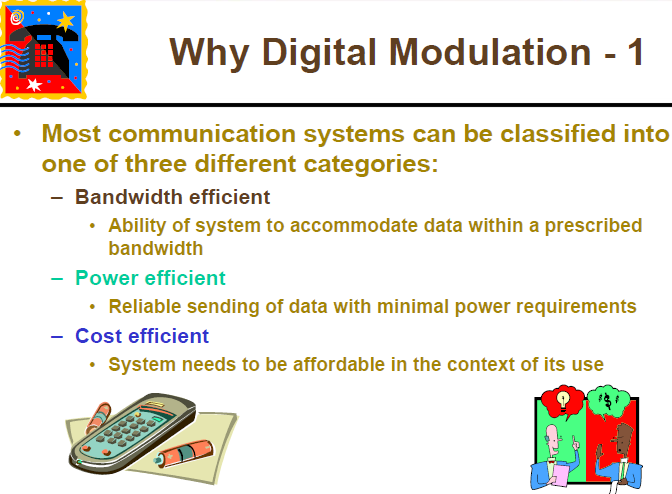 Why Digital Modulation - 1
• Most communication systems can be classified into
one of three different categories:
– Bandwidth efficient
• Ability of system to accommodate data within a prescribed
bandwidth
– Power efficient
• Reliable sending of data with minimal power requirements
– Cost efficient
• System needs to be affordable in the context of its use
$